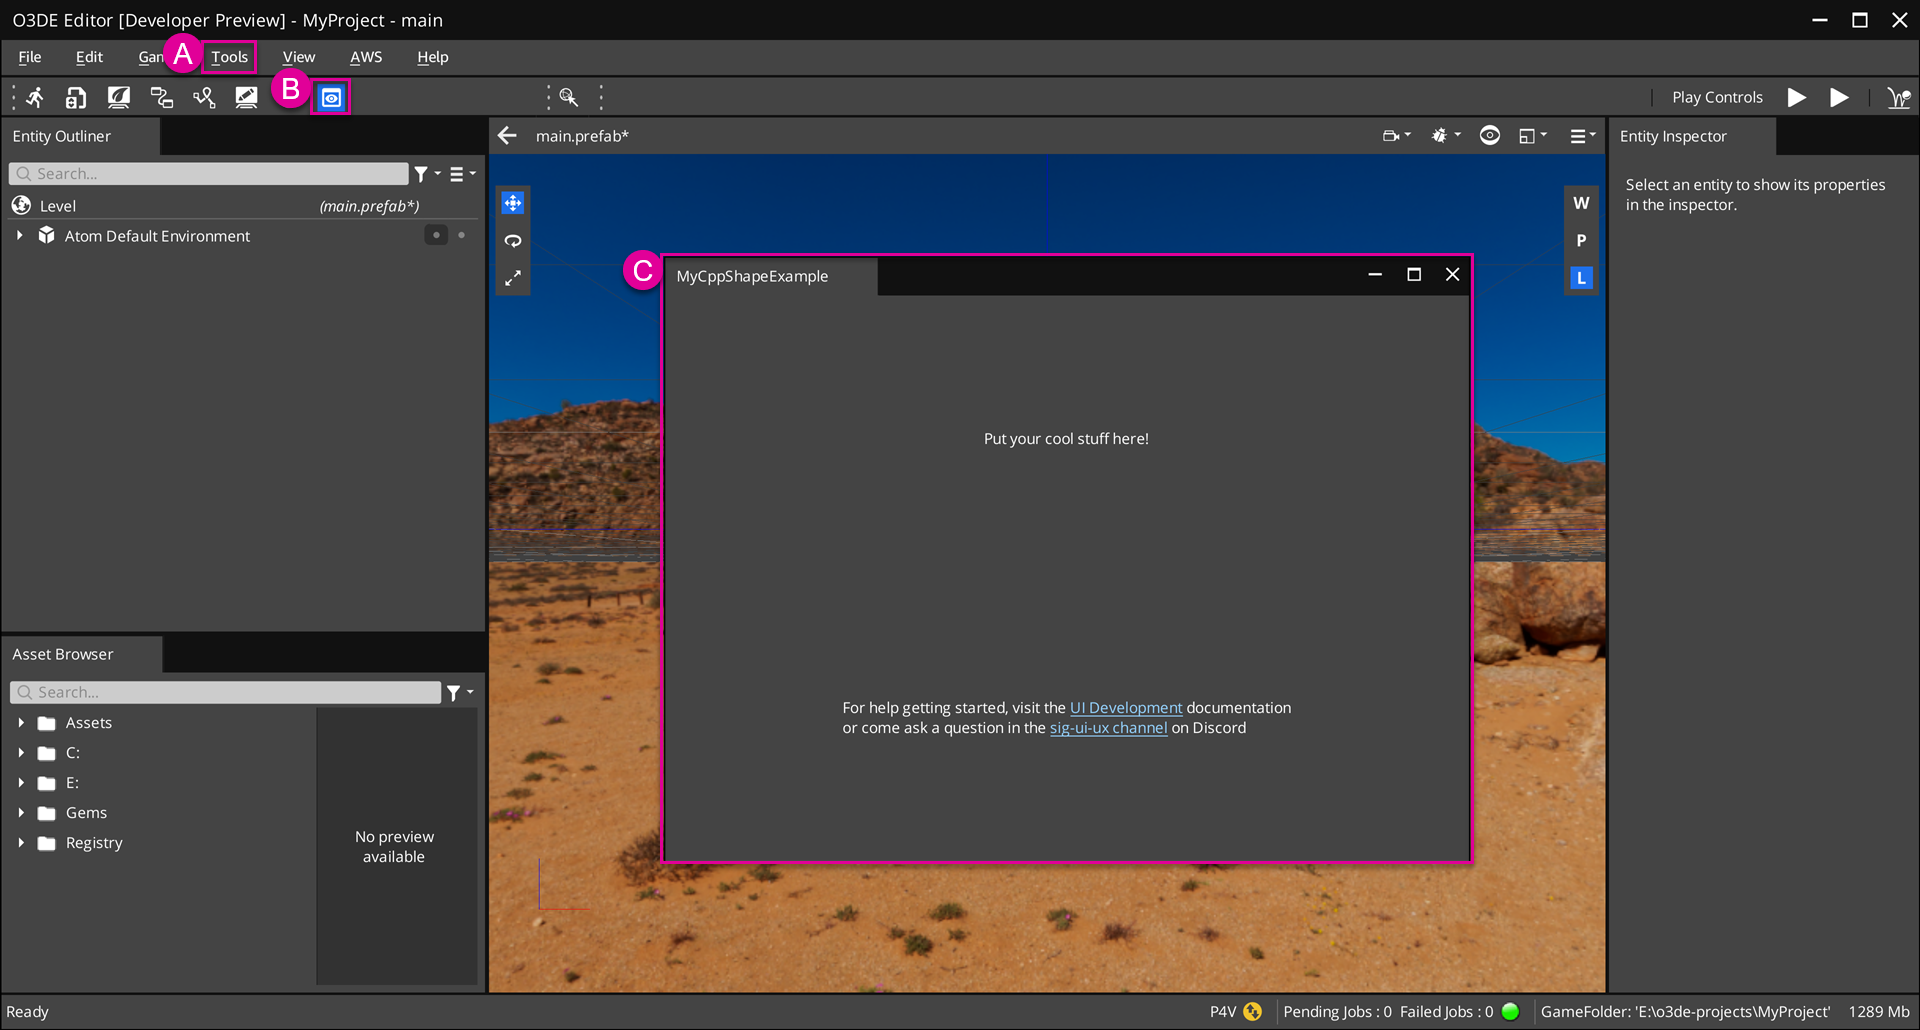 O3DE Editor [Developer Preview] - MyProject - main
File Edit Gam A Tools View AWS Help
B
Play Controls
Entity Outliner
main.prefab*
Entity Inspector
Search...
Level (main.prefab*)
Atom Default Environment
Select an entity to show its properties
in the inspector.
W
P
L
C
MyCppShapeExample
Put your cool stuff here!
For help getting started, visit the UI Development documentation
or come ask a question in the sig-ui-ux channel on Discord
Asset Browser
Search...
Assets
C:
E:
Gems
Registry
No preview
available
Ready
P4V Pending Jobs : 0 Failed Jobs : 0 GameFolder: 'E:\o3de-projects\MyProject' 1289 Mb